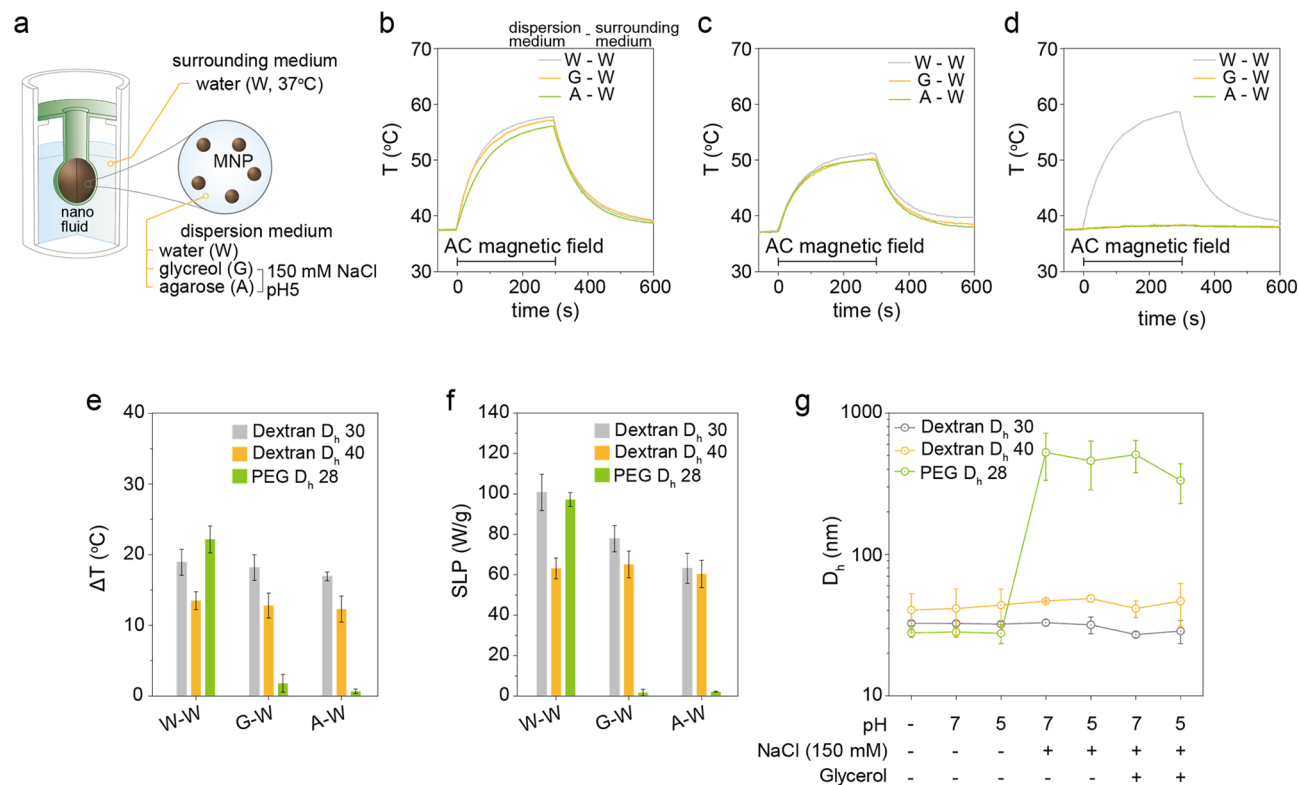 a
surrounding medium
water (W, 37°C)
MNP
nano
fluid
dispersion medium
water (W)
glycreol (G)
agarose (A)
150 mM NaCl
pH5
b
dispersion
medium
-
surrounding
medium
W - W
G - W
A - W
T (°C)
70
60
50
40
30
AC magnetic field
0
200
400
600
time (s)
c
W - W
G - W
A - W
T (°C)
70
60
50
40
30
AC magnetic field
0
200
400
600
time (s)
d
W - W
G - W
A - W
T (°C)
70
60
50
40
30
AC magnetic field
0
200
400
600
time (s)
e
Dextran Dh 30
Dextran Dh 40
PEG Dh 28
ΔT (°C)
40
30
20
10
0
W-W
G-W
A-W
f
Dextran Dh 30
Dextran Dh 40
PEG Dh 28
SLP (W/g)
140
120
100
80
60
40
20
0
W-W
G-W
A-W
g
Dextran Dh 30
Dextran Dh 40
PEG Dh 28
Dh (nm)
1000
100
10
pH - 7 5 7 5 7 5
NaCl (150 mM) - - - + + + +
Glycerol - - - - - + +